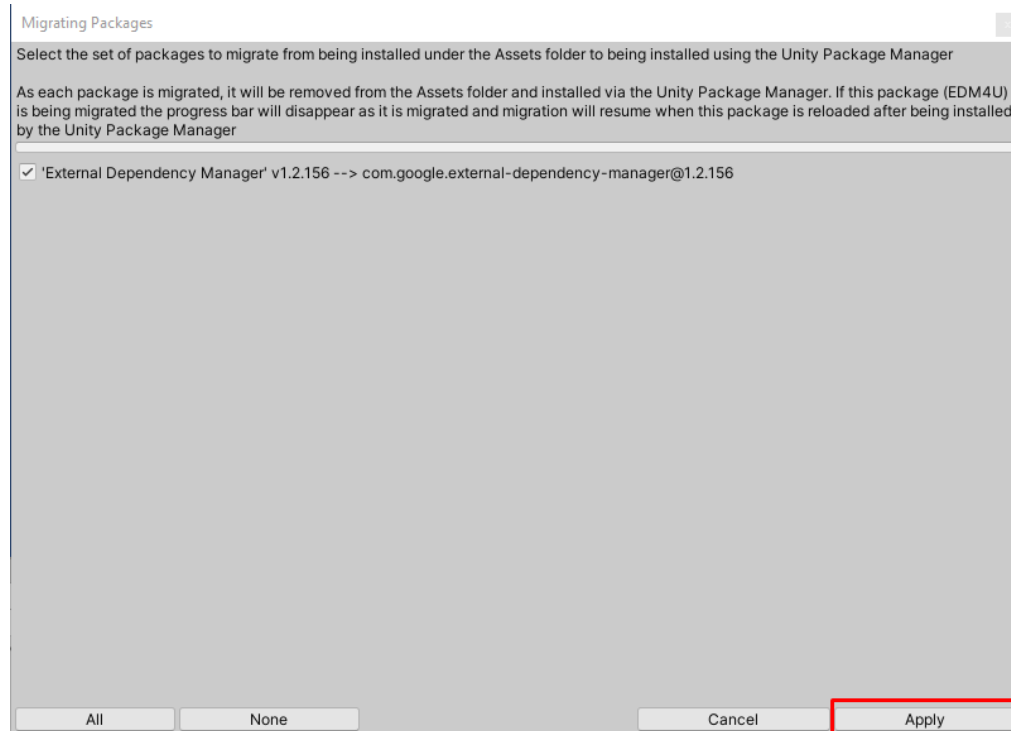 Migrating Packages
Select the set of packages to migrate from being installed under the Assets folder to being installed using the Unity Package Manager
As each package is migrated, it will be removed from the Assets folder and installed via the Unity Package Manager. If this package (EDM4U)
is being migrated the progress bar will disappear as it is migrated and migration will resume when this package is reloaded after being installed
by the Unity Package Manager
'External Dependency Manager' v1.2.156 --> com.google.external-dependency-manager@1.2.156
All None Cancel Apply